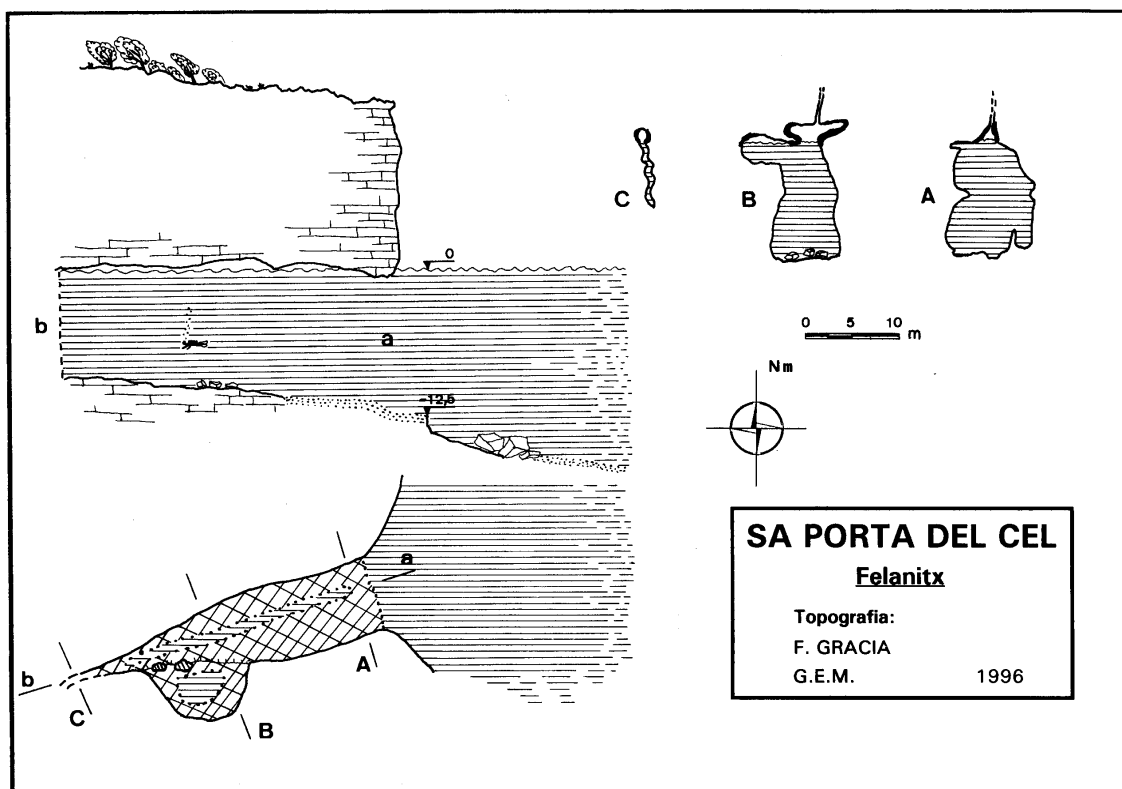 C
B
A
0
b
a
-12,5
0 5 10 m
Nm
SA PORTA DEL CEL
Felanitx
Topografia:
F. GRACIA
G.E.M. 1996
a
A
b
C
B